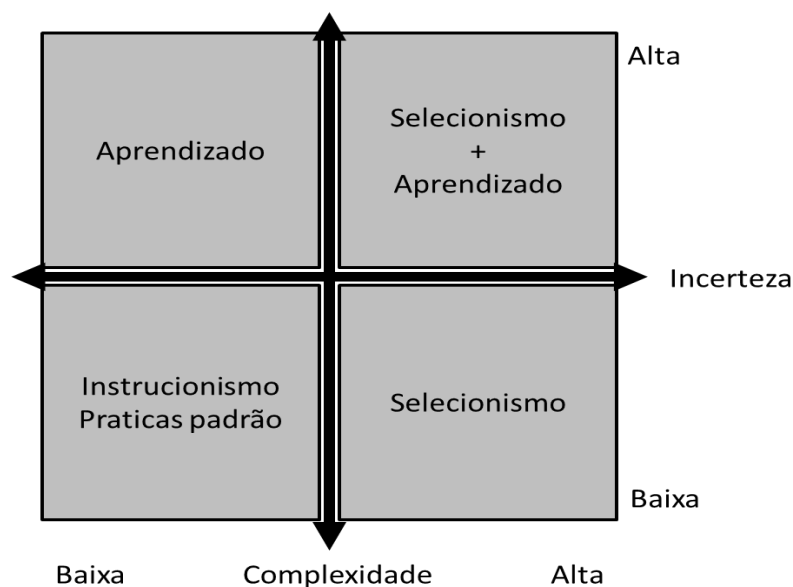 Alta
Aprendizado
Selecionismo
+
Aprendizado
Incerteza
Instrucionismo
Praticas padrão
Selecionismo
Baixa
Baixa
Complexidade
Alta